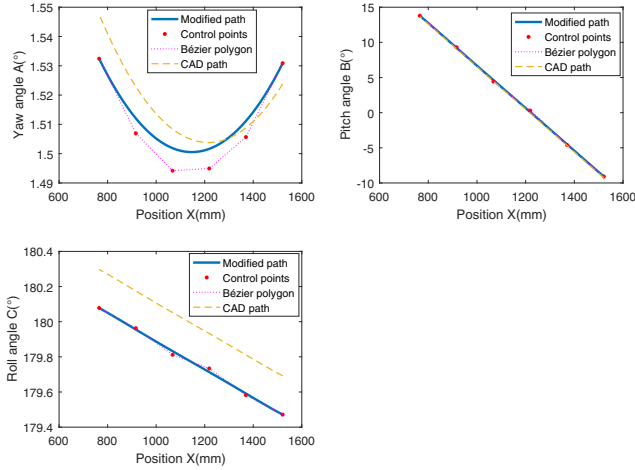 1.55
1.53
1.51
1.5
1.49
600 800 1000 1200 1400 1600
Position X(mm)
Yaw angle A(°)
Modified path
Control points
Bézier polygon
CAD path
15
10
5
0
-5
-10
600 800 1000 1200 1400 1600
Position X(mm)
Pitch angle B(°)
Modified path
Control points
Bézier polygon
CAD path
180.4
180.2
180
179.8
179.6
179.4
600 800 1000 1200 1400 1600
Position X(mm)
Roll angle C(°)
Modified path
Control points
Bézier polygon
CAD path